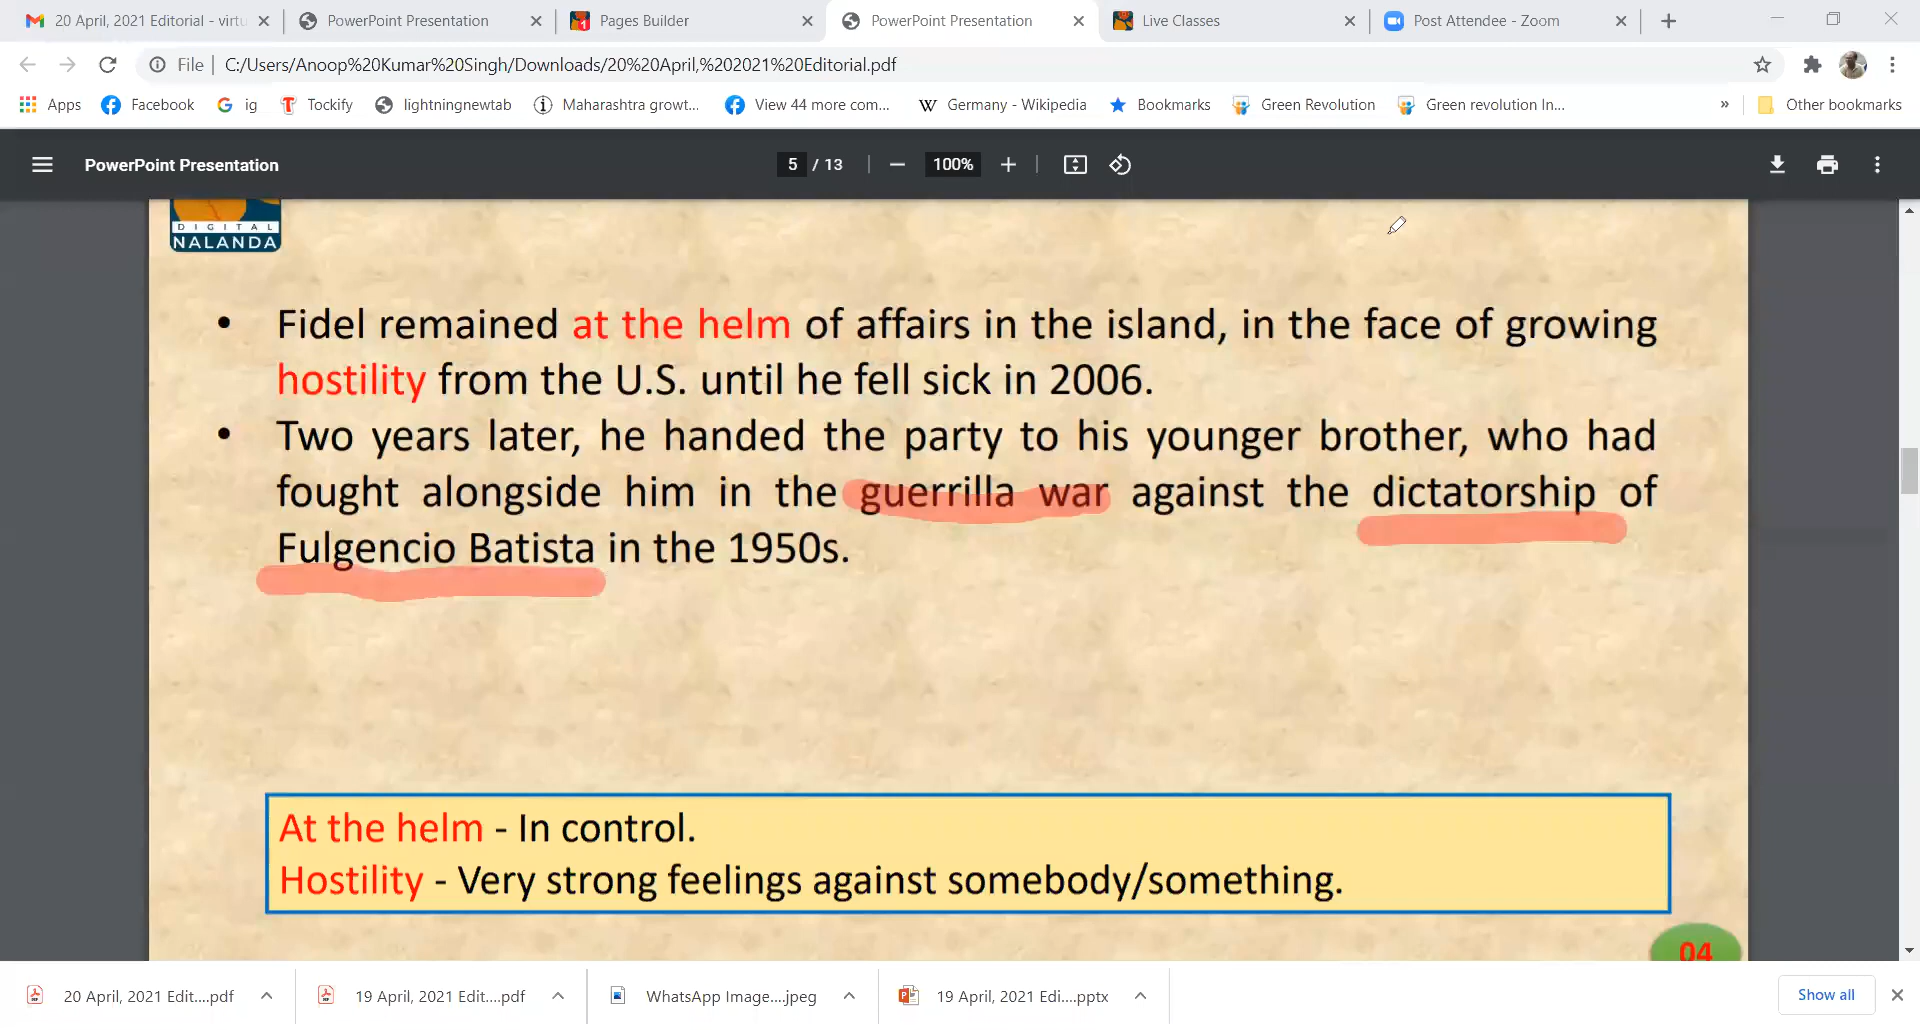 20 April, 2021 Editorial - virtu
PowerPoint Presentation
Pages Builder
PowerPoint Presentation
Live Classes
Post Attendee - Zoom
File | C:/Users/Anoop%20Kumar%20Singh/Downloads/20%20April,%202021%20Editorial.pdf
Apps Facebook ig Tockify lightningnewtab Maharashtra growt... View 44 more com... Germany - Wikipedia Bookmarks Green Revolution Green revolution In... » Other bookmarks
PowerPoint Presentation 5 / 13 100%
DIGITAL
NALANDA
• Fidel remained at the helm of affairs in the island, in the face of growing
hostility from the U.S. until he fell sick in 2006.
• Two years later, he handed the party to his younger brother, who had
fought alongside him in the guerrilla war against the dictatorship of
Fulgencio Batista in the 1950s.
At the helm - In control.
Hostility - Very strong feelings against somebody/something.
04
20 April, 2021 Edit....pdf 19 April, 2021 Edit....pdf WhatsApp Image....jpeg 19 April, 2021 Edi....pptx Show all